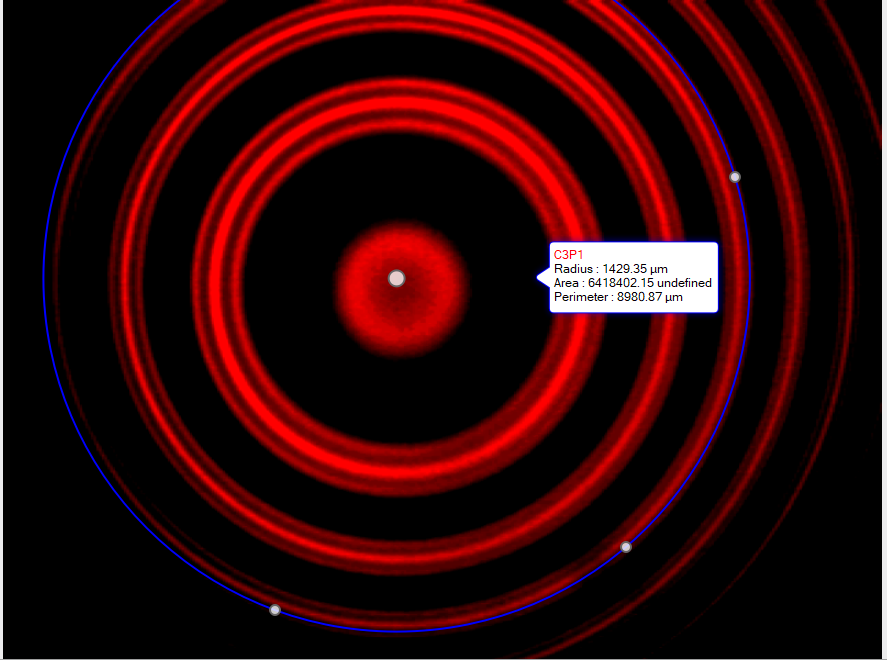 C3P1
Radius : 1429.35 µm
Area : 6418402.15 undefined
Perimeter : 8980.87 µm